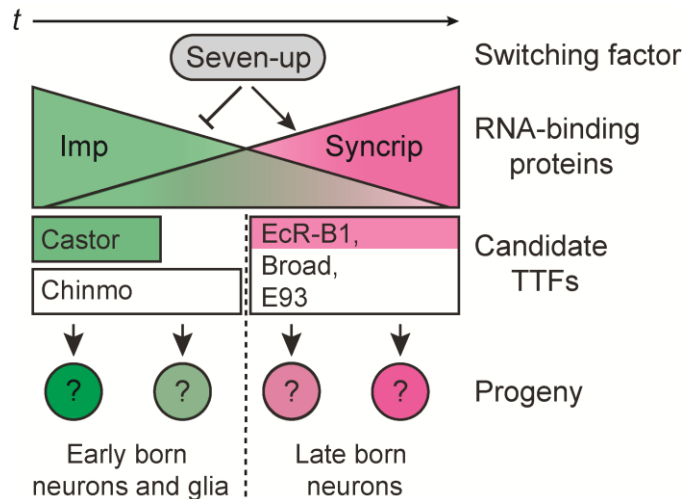 t
Seven-up
Switching factor
Imp
Syncrip
RNA-binding
proteins
Castor
Chinmo
EcR-B1,
Broad,
E93
Candidate
TTFs
?
?
?
?
Progeny
Early born
neurons and glia
Late born
neurons